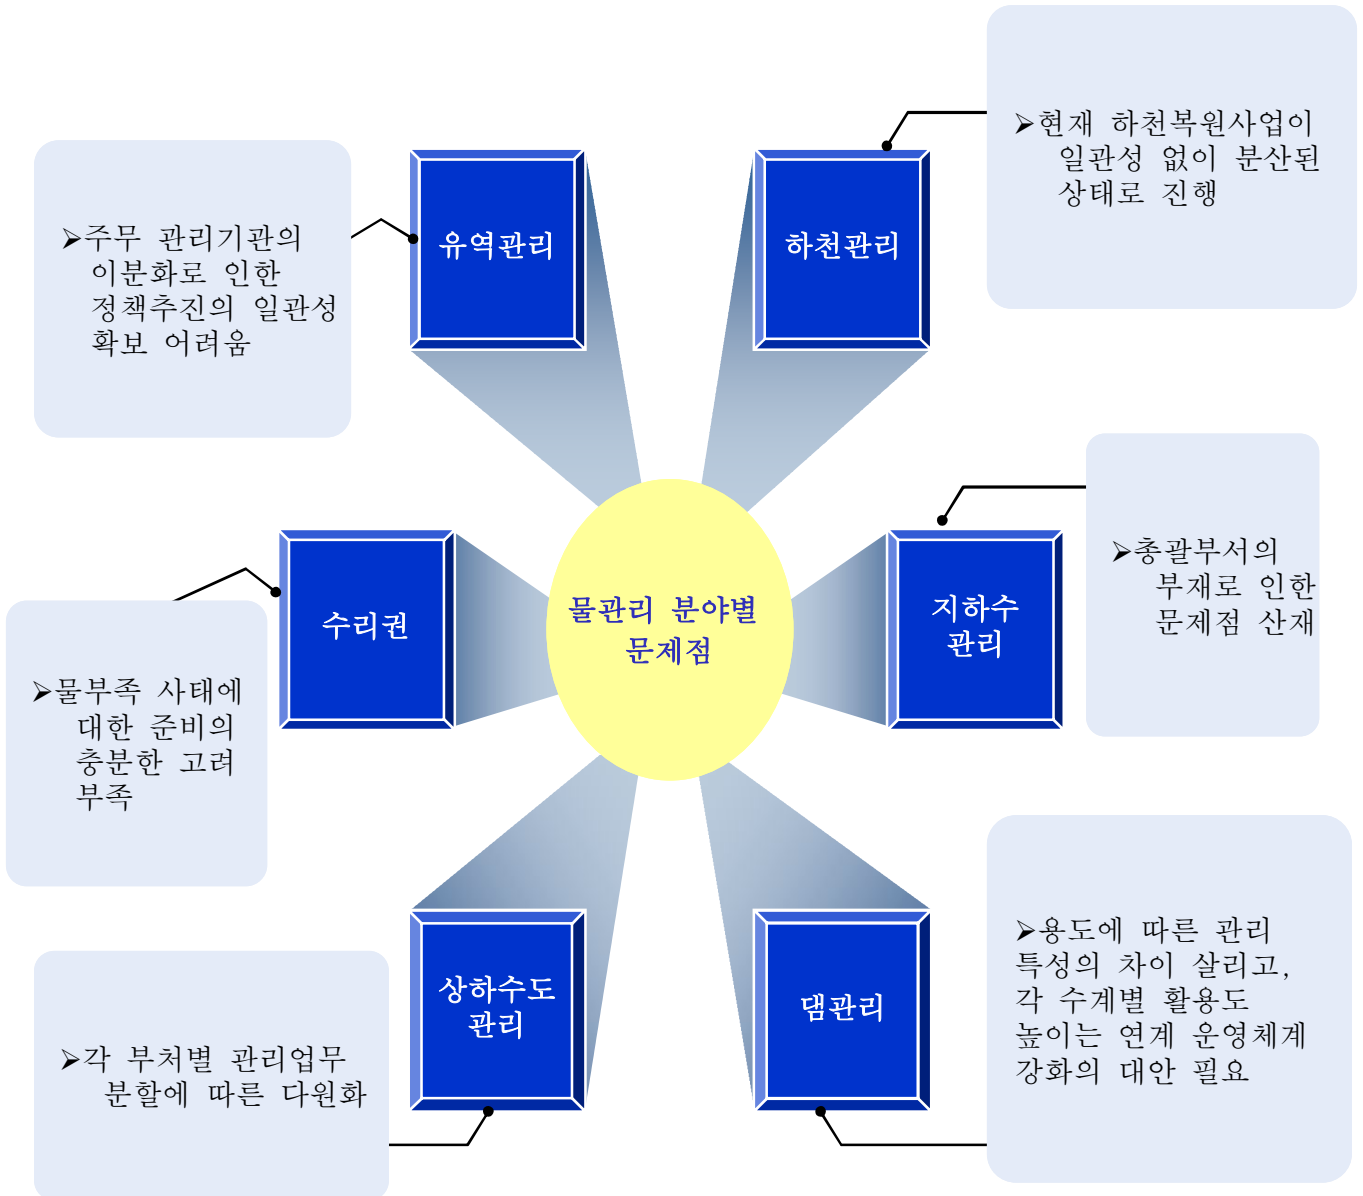 ➢현재 하천복원사업이
일관성 없이 분산된
상태로 진행
➢주무 관리기관의
이분화로 인한
정책추진의 일관성
확보 어려움
유역관리
하천관리
➢총괄부서의
부재로 인한
문제점 산재
수리권
물관리 분야별
문제점
지하수
관리
➢물부족 사태에
대한 준비의
충분한 고려
부족
➢용도에 따른 관리
특성의 차이 살리고,
각 수계별 활용도
높이는 연계 운영체계
강화의 대안 필요
상하수도
관리
댐관리
➢각 부처별 관리업무
분할에 따른 다원화